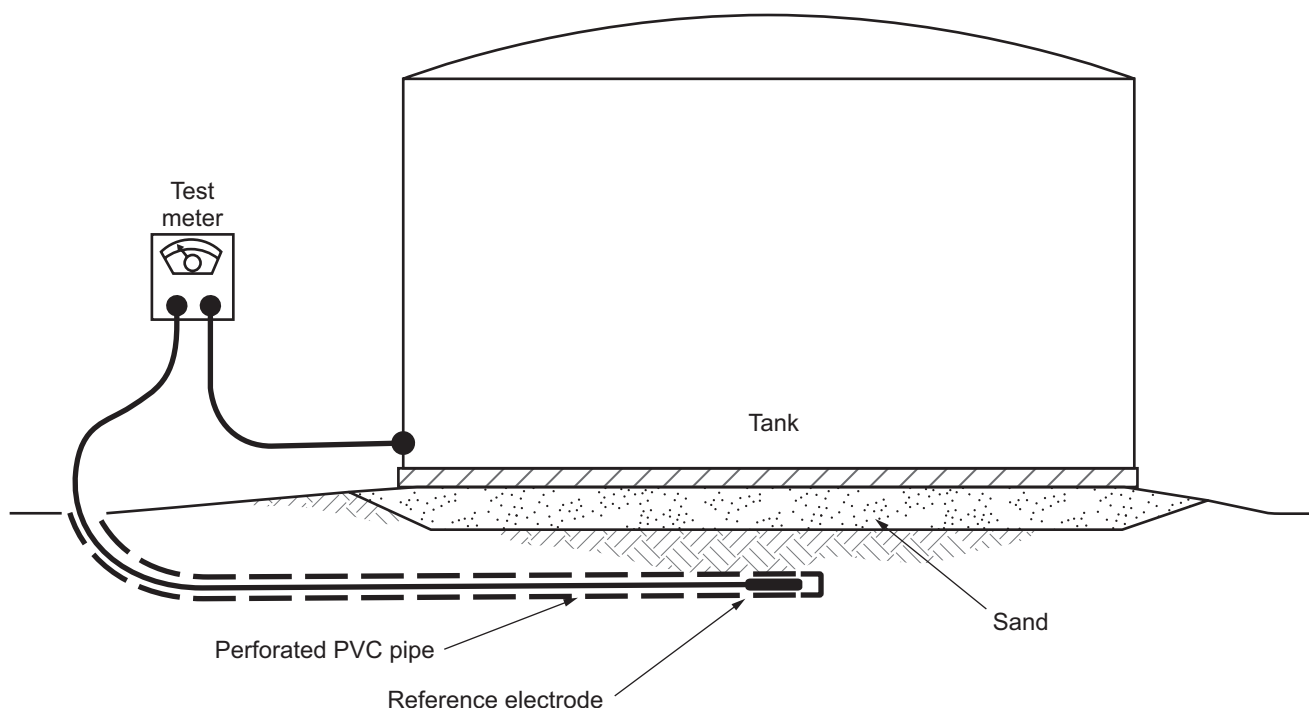 Test
meter
Tank
Sand
Perforated PVC pipe
Reference electrode